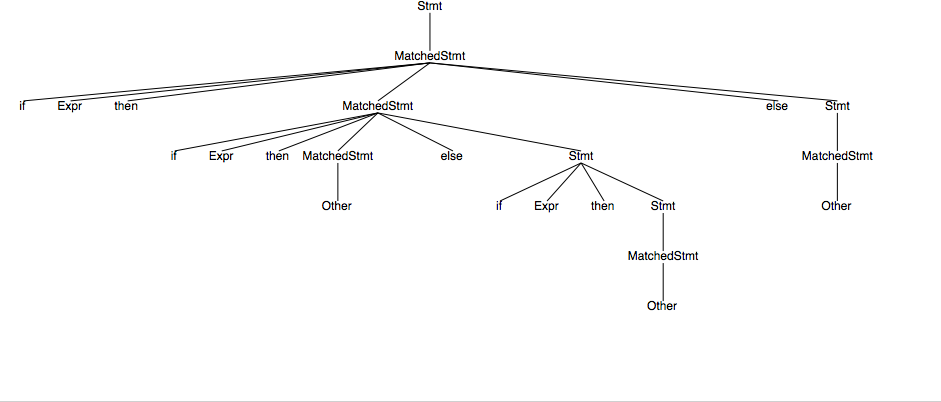 Stmt
MatchedStmt
if Expr then MatchedStmt else Stmt
if Expr then MatchedStmt else Stmt MatchedStmt
Other if Expr then Stmt Other
MatchedStmt
Other